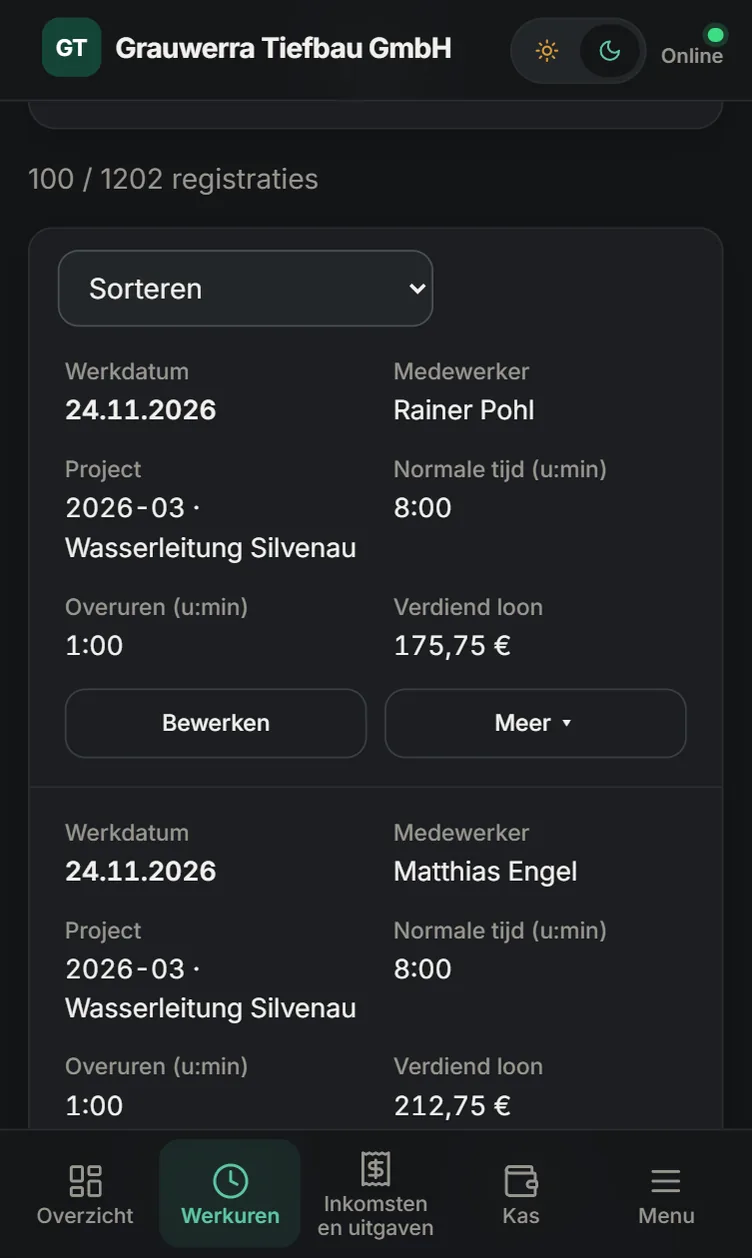 GT Grauwerra Tiefbau GmbH
Online
100 / 1202 registraties
Sorteren
Werkdatum
24.11.2026
Medewerker
Rainer Pohl
Project
2026-03 ·
Wasserleitung Silvenau
Normale tijd (u:min)
8:00
Overuren (u:min)
1:00
Verdiend loon
175,75 €
Bewerken
Meer ▾
Werkdatum
24.11.2026
Medewerker
Matthias Engel
Project
2026-03 ·
Wasserleitung Silvenau
Normale tijd (u:min)
8:00
Overuren (u:min)
1:00
Verdiend loon
212,75 €
Overzicht
Werkuren
Inkomsten
en uitgaven
Kas
Menu